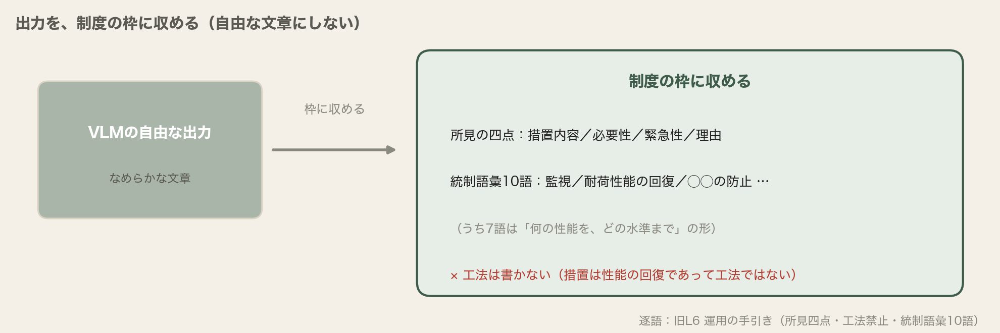 出力を、制度の枠に収める（自由な文章にしない）
VLMの自由な出力
なめらかな文章
枠に収める
制度の枠に収める
所見の四点：措置内容／必要性／緊急性／理由
統制語彙10語：監視／耐荷性能の回復／◯◯の防止 …
（うち7語は「何の性能を、どの水準まで」の形）
× 工法は書かない（措置は性能の回復であって工法ではない）
逐語：旧L6 運用の手引き（所見四点・工法禁止・統制語彙10語）